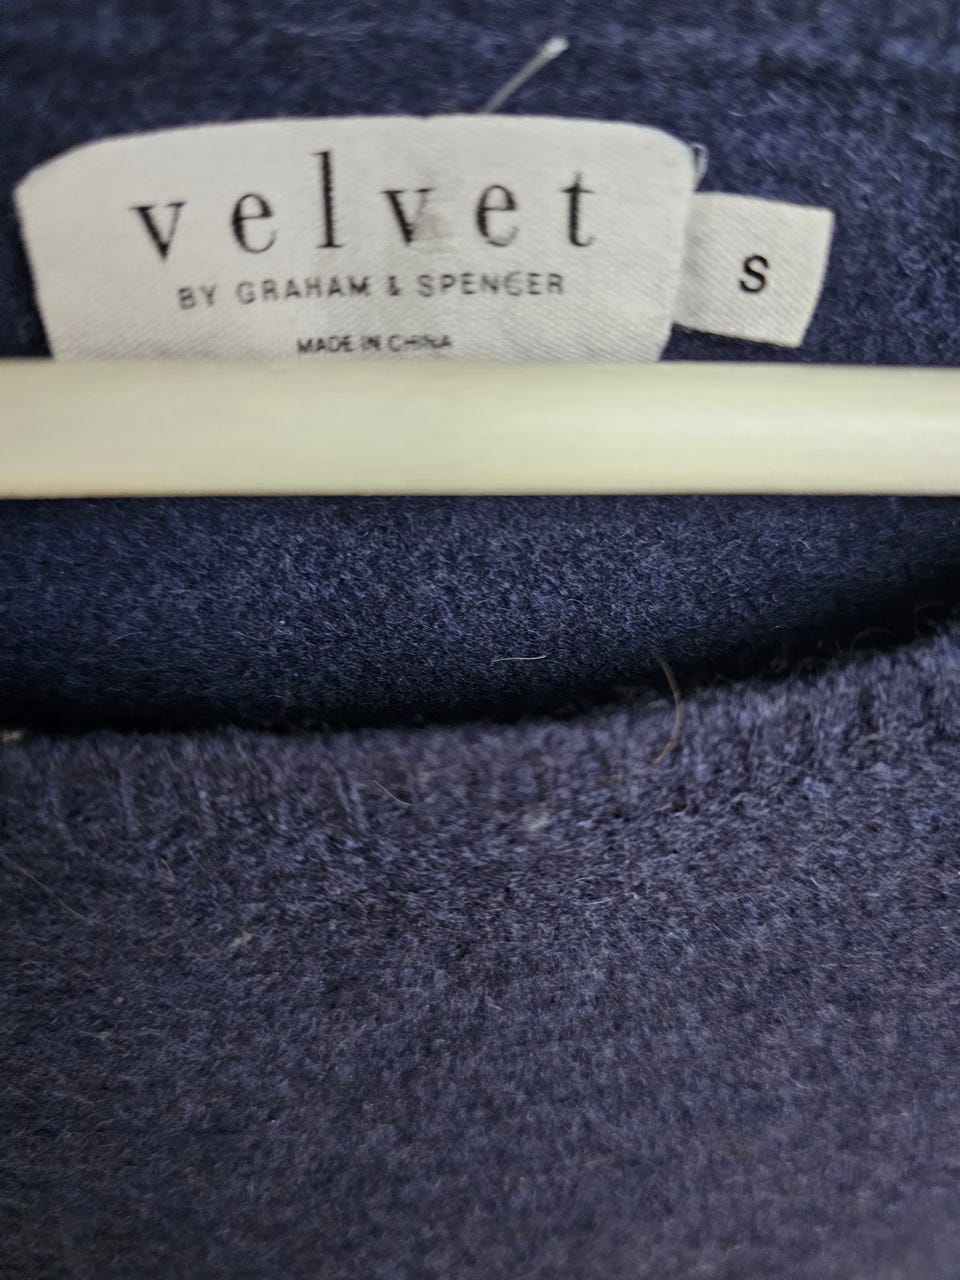 velvet
BY GRAHAM & SPENCER
MADE IN CHINA
S